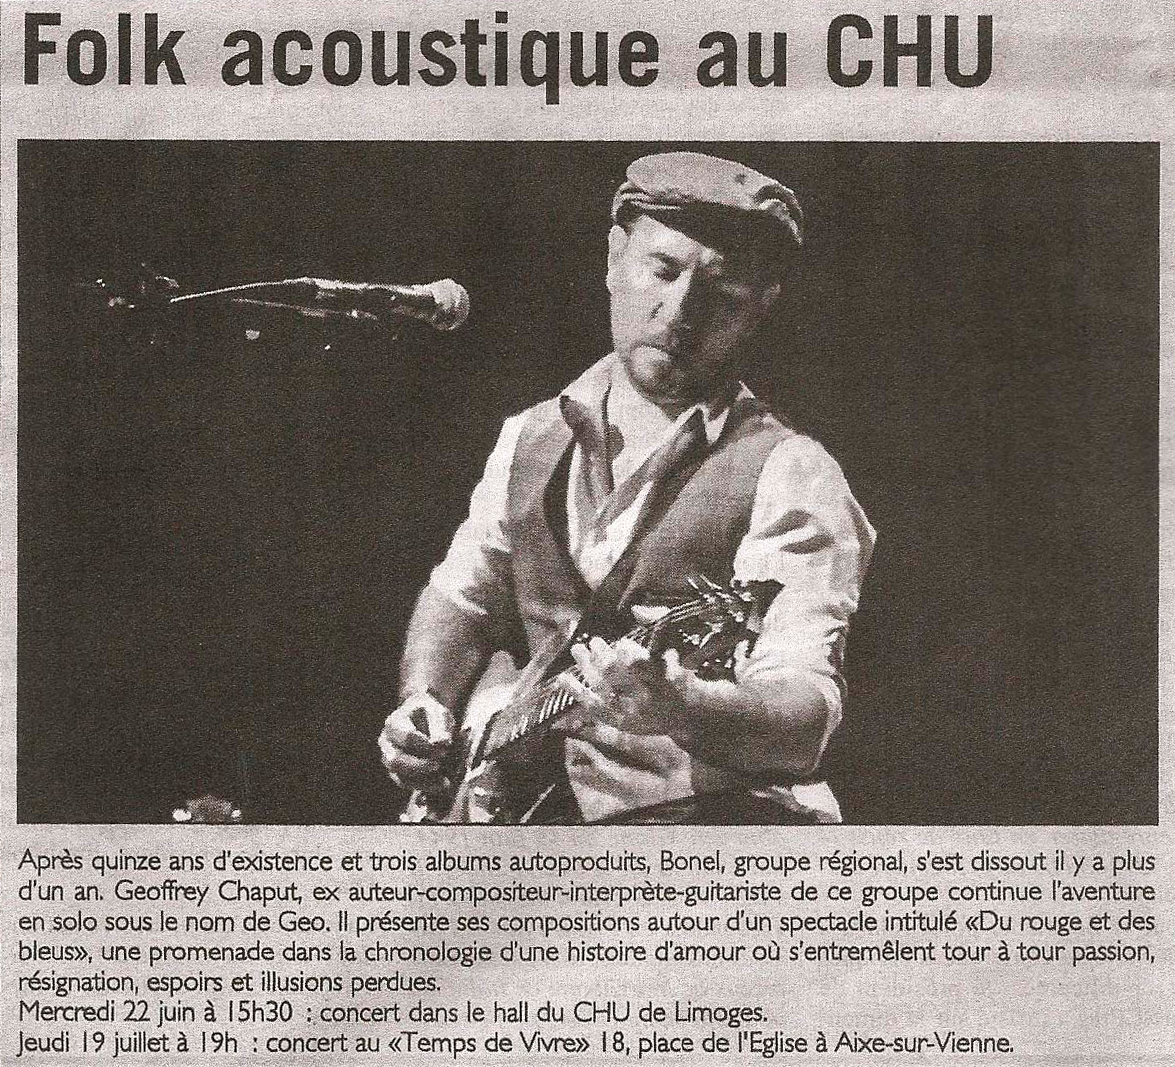 Folk acoustique au CHU
Après quinze ans d'existence et trois albums autoproduits, Bonel, groupe régional, s'est dissout il y a plus
d'un an. Geoffrey Chaput, ex auteur-compositeur-interprète-guitariste de ce groupe continue l'aventure
en solo sous le nom de Geo. Il présente ses compositions autour d'un spectacle intitulé «Du rouge et des
bleus», une promenade dans la chronologie d'une histoire d'amour où s'entremêlent tour à tour passion,
résignation, espoirs et illusions perdues.
Mercredi 22 juin à 15h30 : concert dans le hall du CHU de Limoges.
Jeudi 19 juillet à 19h : concert au «Temps de Vivre» 18, place de l'Eglise à Aixe-sur-Vienne.